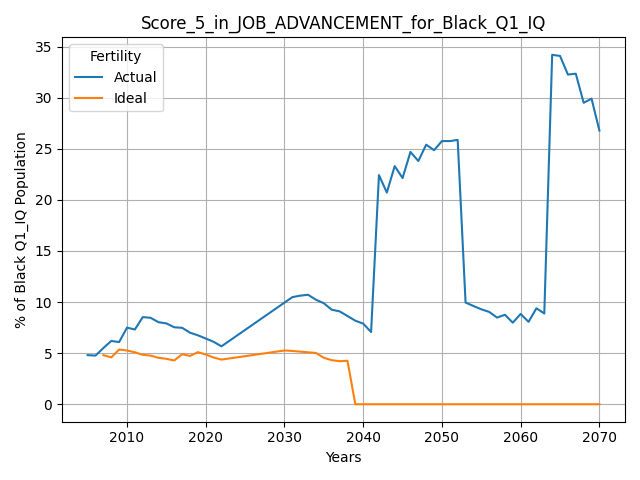 Score_5_in_JOB_ADVANCEMENT_for_Black_Q1_IQ
Fertility
Actual
Ideal
% of Black Q1_IQ Population
35
30
25
20
15
10
5
0
2010 2020 2030 2040 2050 2060 2070
Years